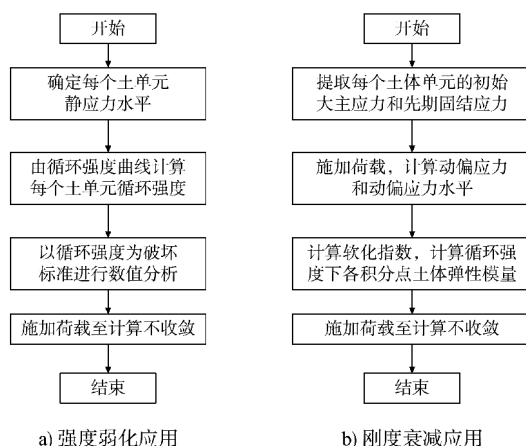 开始
确定每个土单元
静应力水平
由循环强度曲线计算
每个土单元循环强度
以循环强度为破坏
标准进行数值分析
施加荷载至计算不收敛
结束
a) 强度弱化应用
开始
提取每个土体单元的初始
大主应力和先期固结应力
施加荷载，计算动偏应力
和动偏应力水平
计算软化指数，计算循环强
度下各积分点土体弹性模量
施加荷载至计算不收敛
结束
b) 刚度衰减应用